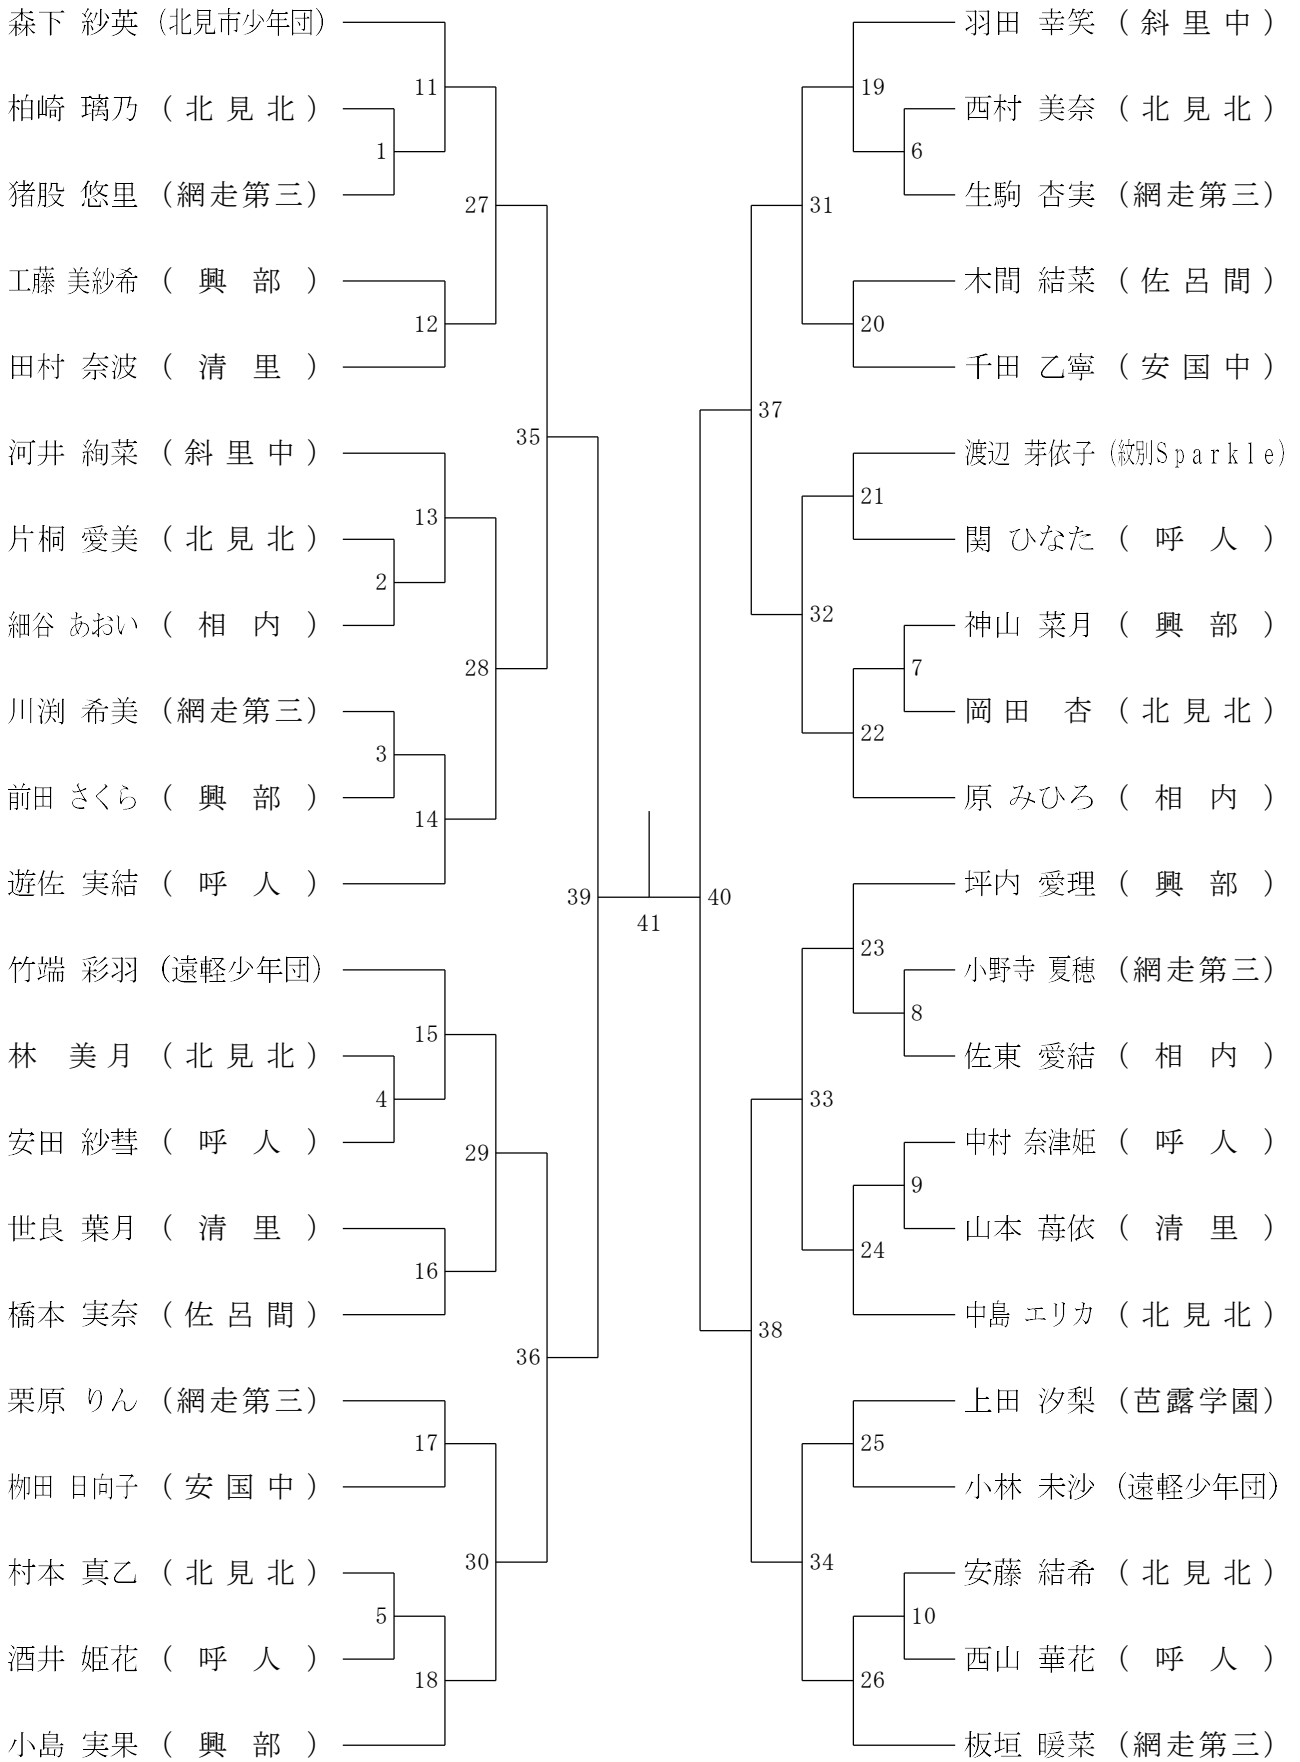 森下 紗英 (北見市少年団)
11
柏崎 璃乃 (北見北)
1
猪股 悠里 (網走第三)
27
工藤 美紗希 (興部)
12
田村 奈波 (清里)
35
河井 絢菜 (斜里中)
13
片桐 愛美 (北見北)
2
細谷 あおい (相内)
28
川渕 希美 (網走第三)
3
前田 さくら (興部)
14
遊佐 実結 (呼人)
39
竹端 彩羽 (遠軽少年団)
15
林 美月 (北見北)
4
安田 紗彗 (呼人)
29
世良 葉月 (清里)
16
橋本 実奈 (佐呂間)
36
栗原 りん (網走第三)
17
栁田 日向子 (安国中)
30
村本 真乙 (北見北)
5
酒井 姫花 (呼人)
18
小島 実果 (興部)
41
羽田 幸笑 (斜里中)
19
西村 美奈 (北見北)
6
生駒 杏実 (網走第三)
31
木間 結菜 (佐呂間)
20
千田 乙寧 (安国中)
37
渡辺 芽依子 (紋別Sparkle)
21
関 ひなた (呼人)
32
神山 菜月 (興部)
7
岡田 杏 (北見北)
22
原 みひろ (相内)
40
坪内 愛理 (興部)
23
小野寺 夏穂 (網走第三)
8
佐東 愛結 (相内)
33
中村 奈津姫 (呼人)
9
山本 苺依 (清里)
24
中島 エリカ (北見北)
38
上田 汐梨 (芭露学園)
25
小林 未沙 (遠軽少年団)
34
安藤 結希 (北見北)
10
西山 華花 (呼人)
26
板垣 暖菜 (網走第三)